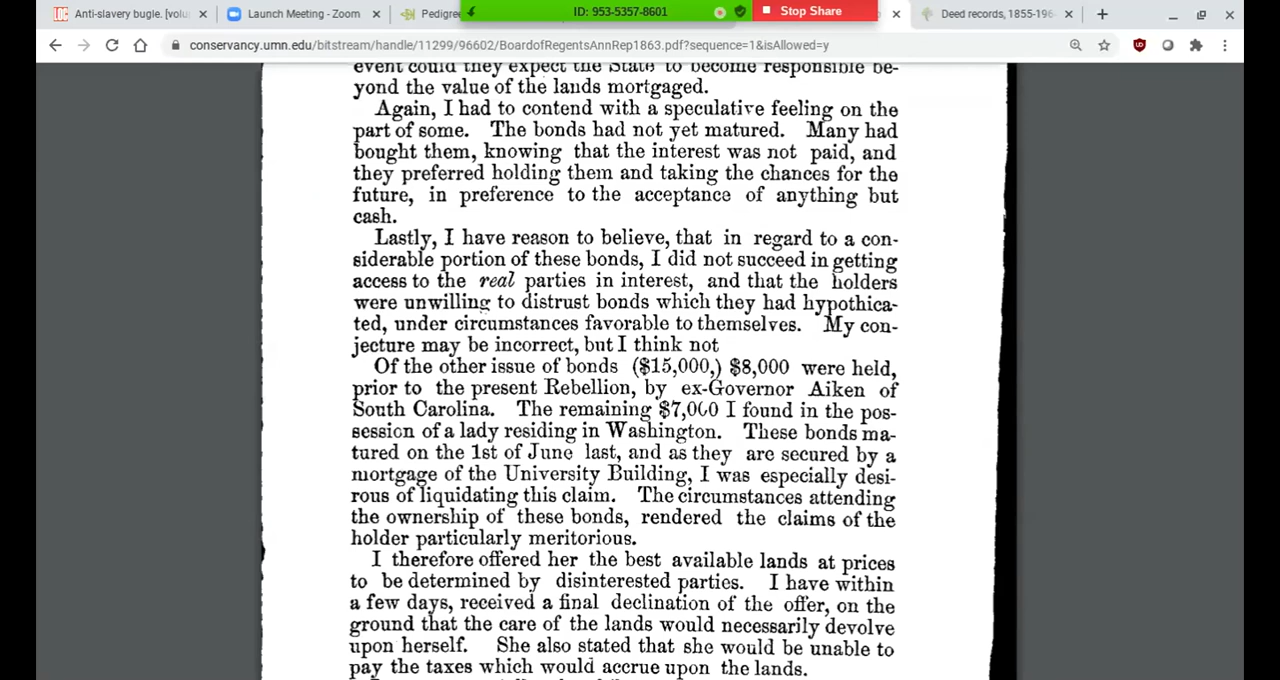 Anti-slavery bugle. [volu
Launch Meeting - Zoom
Pedigree
ID: 953-5357-8601
Stop Share
Deed records, 1855-196
conservancy.umn.edu/bitstream/handle/11299/96602/BoardofRegentsAnnRep1863.pdf?sequence=1&isAllowed=y
event could they expect the State to become responsible be-
yond the value of the lands mortgaged.
Again, I had to contend with a speculative feeling on the
part of some. The bonds had not yet matured. Many had
bought them, knowing that the interest was not paid, and
they preferred holding them and taking the chances for the
future, in preference to the acceptance of anything but
cash.
Lastly, I have reason to believe, that in regard to a con-
siderable portion of these bonds, I did not succeed in getting
access to the real parties in interest, and that the holders
were unwilling to distrust bonds which they had hypothica-
ted, under circumstances favorable to themselves. My con-
jecture may be incorrect, but I think not
Of the other issue of bonds ($15,000,) $8,000 were held,
prior to the present Rebellion, by ex-Governor Aiken of
South Carolina. The remaining $7,000 I found in the pos-
session of a lady residing in Washington. These bonds ma-
tured on the 1st of June last, and as they are secured by a
mortgage of the University Building, I was especially desi-
rous of liquidating this claim. The circumstances attending
the ownership of these bonds, rendered the claims of the
holder particularly meritorious.
I therefore offered her the best available lands at prices
to be determined by disinterested parties. I have within
a few days, received a final declination of the offer, on the
ground that the care of the lands would necessarily devolve
upon herself. She also stated that she would be unable to
pay the taxes which would accrue upon the lands.